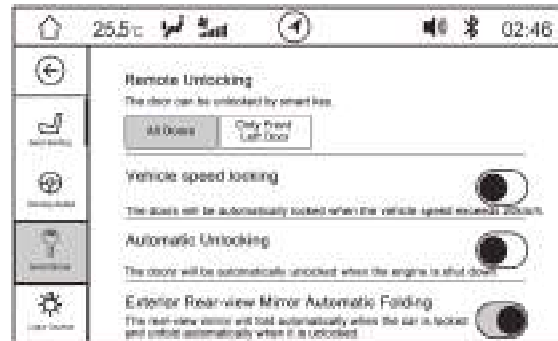 25.5°c
02:46
Remote Unlocking
The door can be unlocked by smart key.
All Doors
Only Front
Left Door
Vehicle speed locking
The doors will be automatically locked when the vehicle speed exceeds
Automatic Unlocking
The doors will be automatically unlocked when the engine is shut down.
Exterior Rear-view Mirror Automatic Folding
The rear-view mirror will fold automatically when the car is locked
and unfold automatically when it is unlocked.